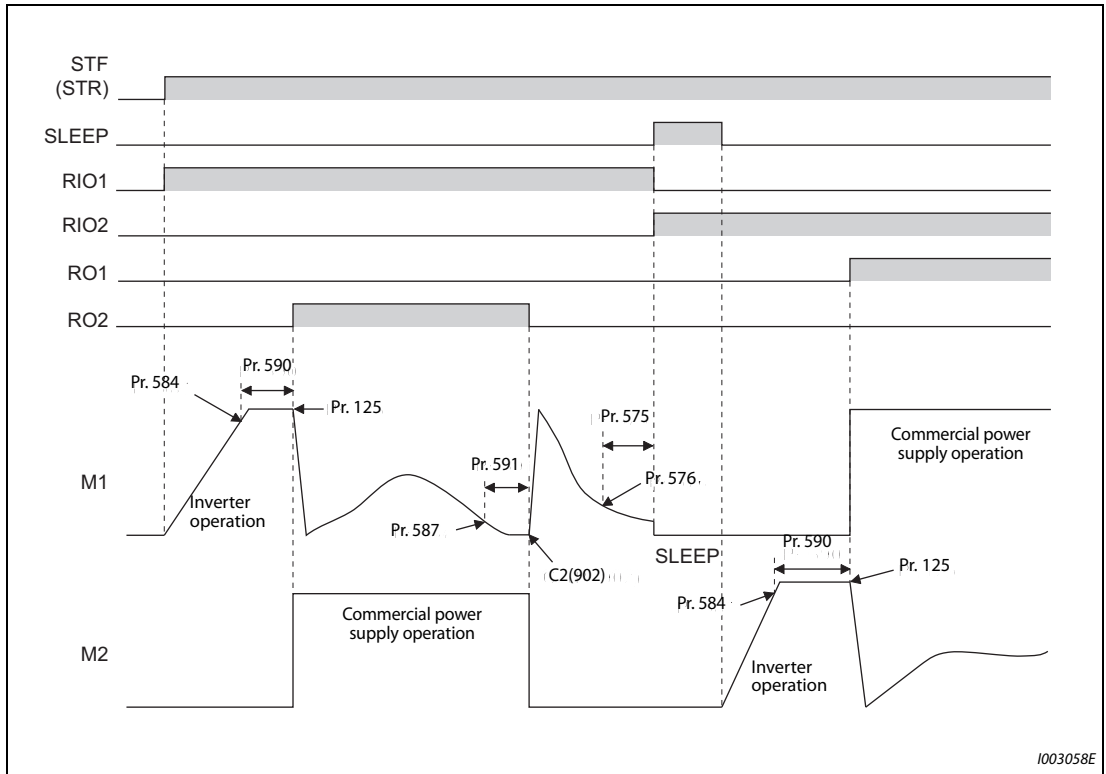 STF
(STR)
SLEEP
RIO1
RIO2
RO1
RO2
M1
Pr. 584
Pr. 590
Pr. 125
Inverter
operation
Pr. 587
Pr. 591
C2(902)
Pr. 575
Pr. 576
SLEEP
Commercial power
supply operation
M2
Commercial power
supply operation
Pr. 584
Pr. 590
Pr. 125
Inverter
operation
I003058E